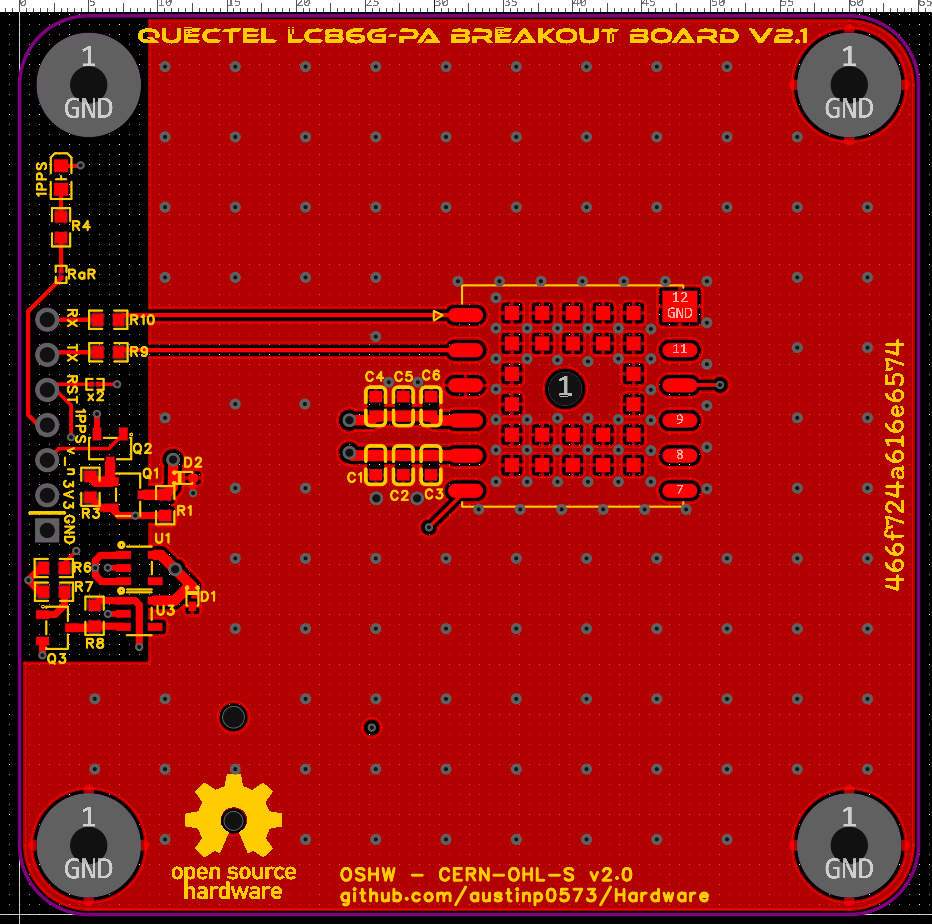 0 5 10 15 20 25 30 35 40 45 50 55 60 65
QUECTEL LC86G-PA BREAKOUT BOARD V2.1
1
GND
1
GND
1PPS
R4
RaR
RX
R10
TX
R9
RST
x2
1PPS
V_n
3V3
GND
Q2
Q1
D2
R3
R1
U1
R6
R7
D1
U3
R8
Q3
C4 C5 C6
C1 C2 C3
1
12
GND
11
9
8
7
466f724a616e6574
1
GND
1
GND
open source
hardware
OSHW - CERN-OHL-S v2.0
github.com/austinp0573/Hardware